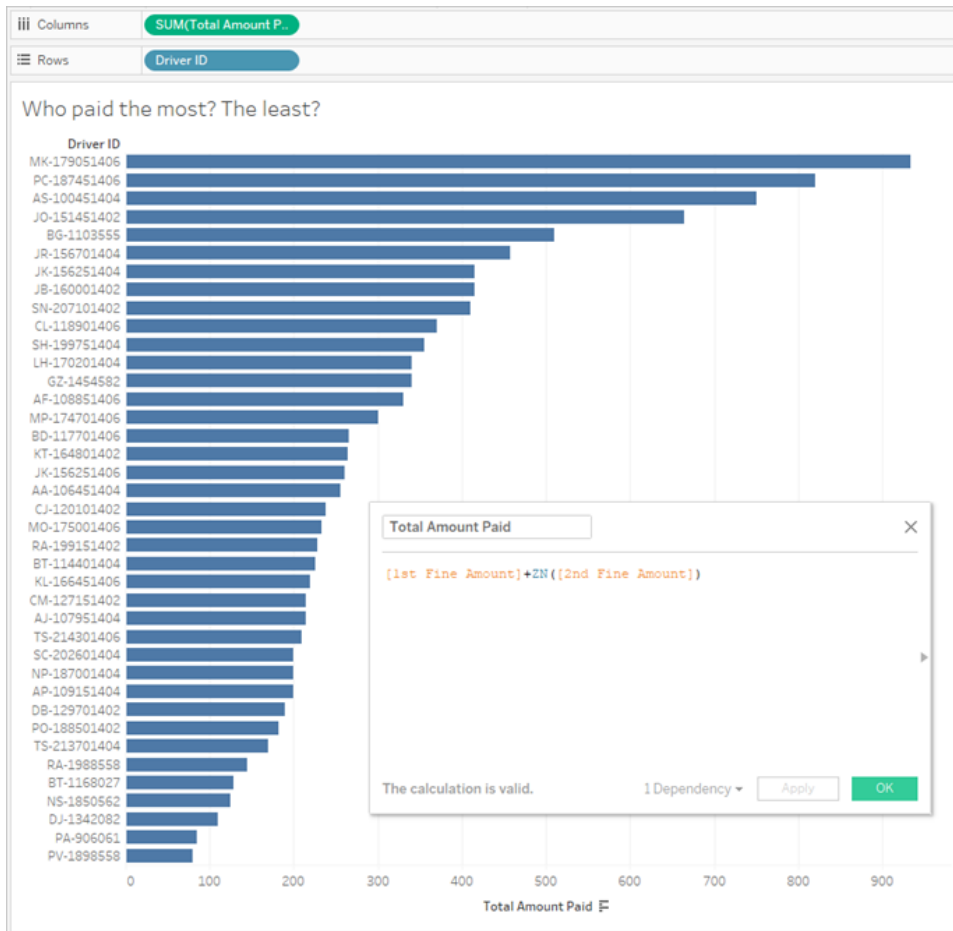 Columns SUM(Total Amount P..
Rows Driver ID
Who paid the most? The least?
Driver ID
MK-179051406
PC-187451406
AS-100451404
JO-151451402
BG-1103555
JR-156701404
JK-156251404
JB-160001402
SN-207101402
CL-118901406
SH-199751404
LH-170201404
GZ-1454582
AF-108851406
MP-174701406
BD-117701406
KT-164801402
JK-156251406
AA-106451404
CJ-120101402
MO-175001406
RA-199151402
BT-114401404
KL-166451406
CM-127151402
AJ-107951404
TS-214301406
SC-202601404
NP-187001404
AP-109151404
DB-129701402
PO-188501402
TS-213701404
RA-1988558
BT-1168027
NS-1850562
DJ-1342082
PA-906061
PV-1898558
Total Amount Paid
[1st Fine Amount]+ZN([2nd Fine Amount])
The calculation is valid. 1 Dependency Apply OK
0 100 200 300 400 500 600 700 800 900
Total Amount Paid